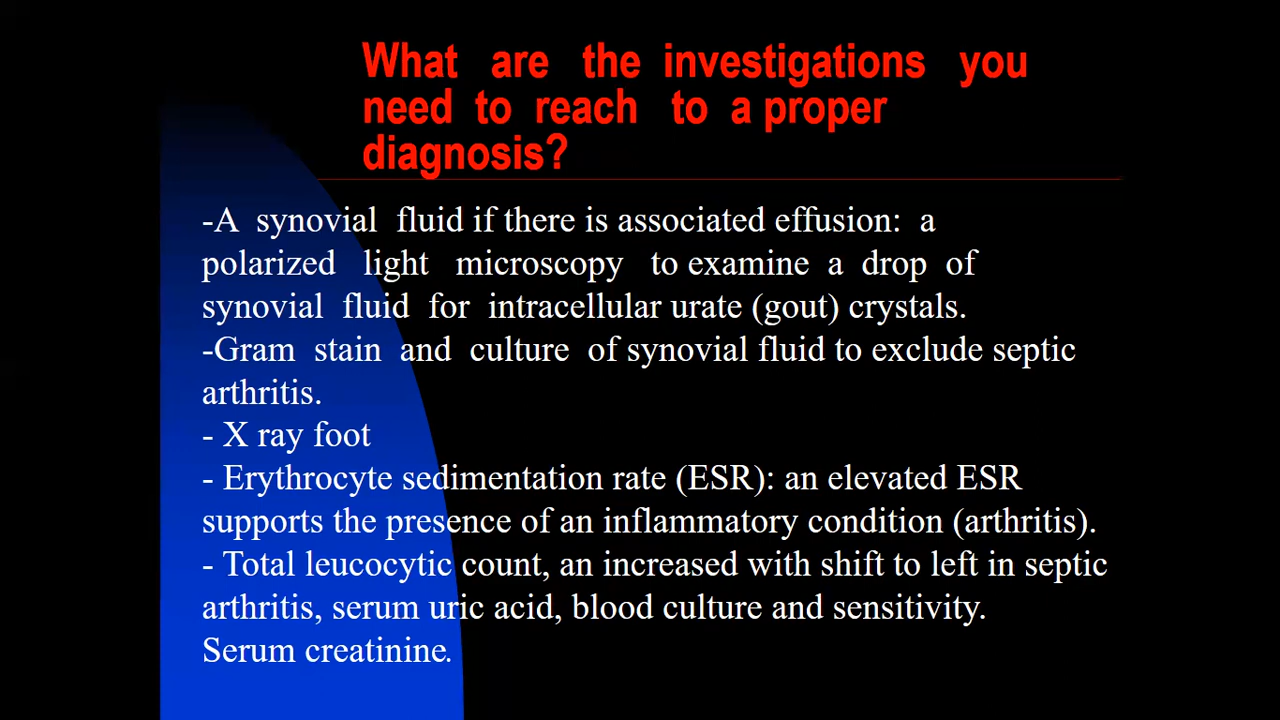 What are the investigations you
need to reach to a proper
diagnosis?
-A synovial fluid if there is associated effusion: a
polarized light microscopy to examine a drop of
synovial fluid for intracellular urate (gout) crystals.
-Gram stain and culture of synovial fluid to exclude septic
arthritis.
- X ray foot
- Erythrocyte sedimentation rate (ESR): an elevated ESR
supports the presence of an inflammatory condition (arthritis).
- Total leucocytic count, an increased with shift to left in septic
arthritis, serum uric acid, blood culture and sensitivity.
Serum creatinine.